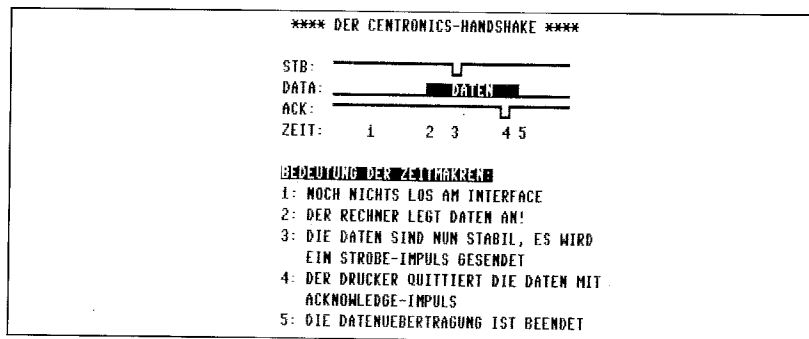 **** DER CENTRONICS-HANDSHAKE ****
STB:
DATA: DATEN
ACK:
ZEIT: 1 2 3 4 5
BEDEUTUNG DER ZEITMAKREN:
1: NOCH NICHTS LOS AM INTERFACE
2: DER RECHNER LEGT DATEN AN!
3: DIE DATEN SIND NUN STABIL, ES WIRD
EIN STROBE-IMPULS GESENDET
4: DER DRUCKER QUITTIERT DIE DATEN MIT
ACKNOWLEDGE-IMPULS
5: DIE DATENUEBERTRAGUNG IST BEENDET